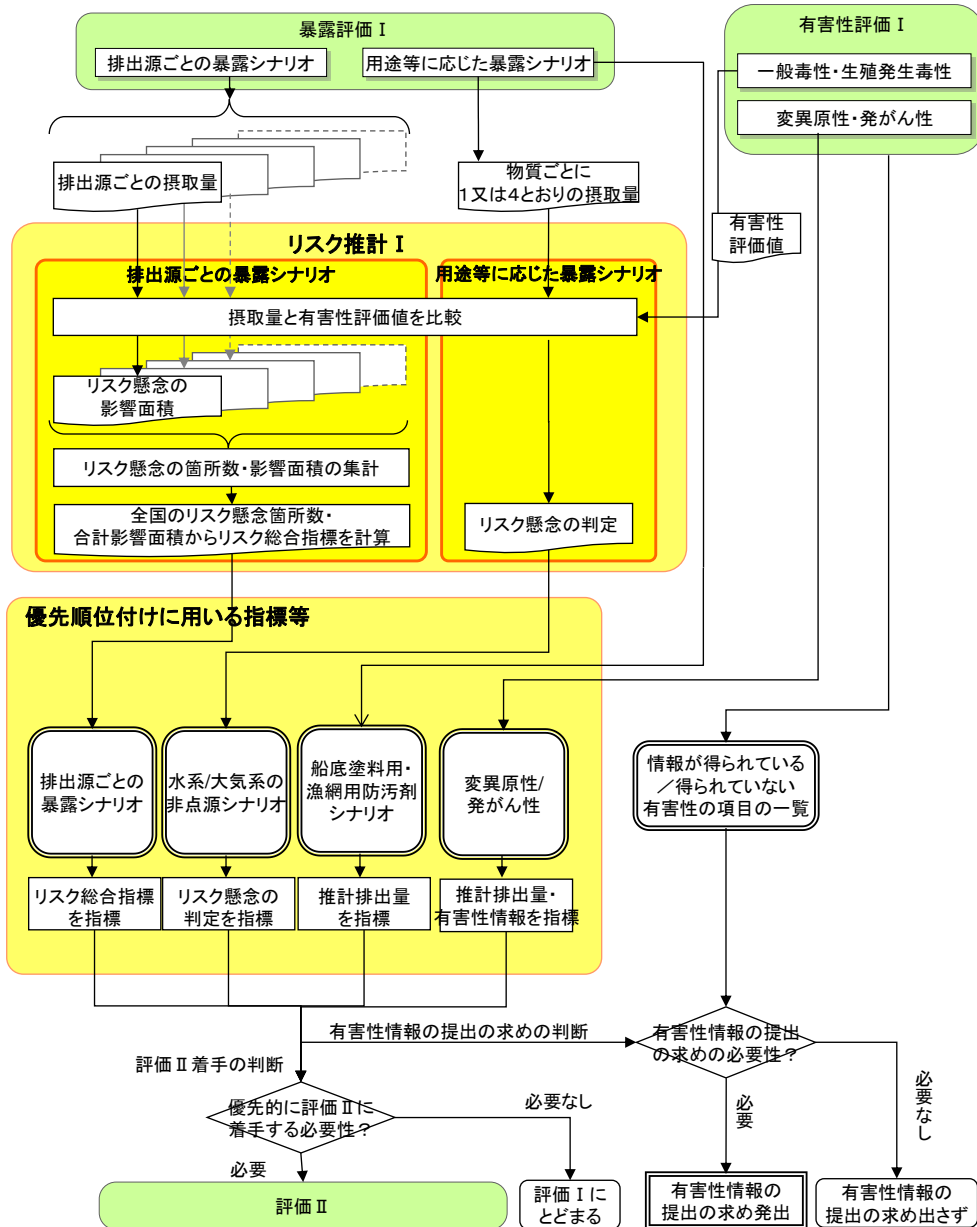 暴露評価Ⅰ
排出源ごとの暴露シナリオ
用途等に応じた暴露シナリオ
有害性評価Ⅰ
一般毒性・生殖発生毒性
変異原性・発がん性
排出源ごとの摂取量
物質ごとに
1又は4とおりの摂取量
有害性
評価値
リスク推計Ⅰ
排出源ごとの暴露シナリオ
用途等に応じた暴露シナリオ
摂取量と有害性評価値を比較
リスク懸念の
影響面積
リスク懸念の箇所数・影響面積の集計
全国のリスク懸念箇所数・
合計影響面積からリスク総合指標を計算
リスク懸念の判定
優先順位付けに用いる指標等
排出源ごとの
暴露シナリオ
水系/大気系の
非点源シナリオ
船底塗料用・
漁網用防汚剤
シナリオ
変異原性/
発がん性
情報が得られている
/得られていない
有害性の項目の一覧
リスク総合指標
を指標
リスク懸念の
判定を指標
推計排出量
を指標
推計排出量・
有害性情報を指標
有害性情報の提出の求めの判断
有害性情報の提出
の求めの必要性?
評価Ⅱ着手の判断
優先的に評価Ⅱに
着手する必要性?
必要なし
必要
必要
必要なし
評価Ⅱ
評価Ⅰに
とどまる
有害性情報の
提出の求め発出
有害性情報の
提出の求め出さず